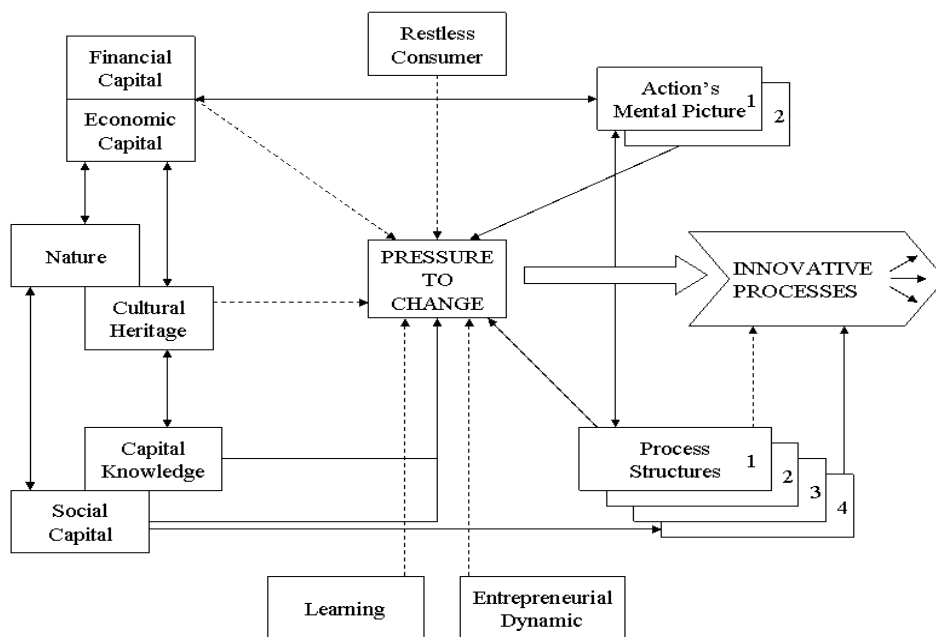 Restless
Consumer
Financial
Capital
Economic
Capital
Action's
Mental Picture 1
2
Nature
Cultural
Heritage
PRESSURE
TO
CHANGE
INNOVATIVE
PROCESSES
Capital
Knowledge
Social
Capital
Process
Structures 1
2
3
4
Learning
Entrepreneurial
Dynamic